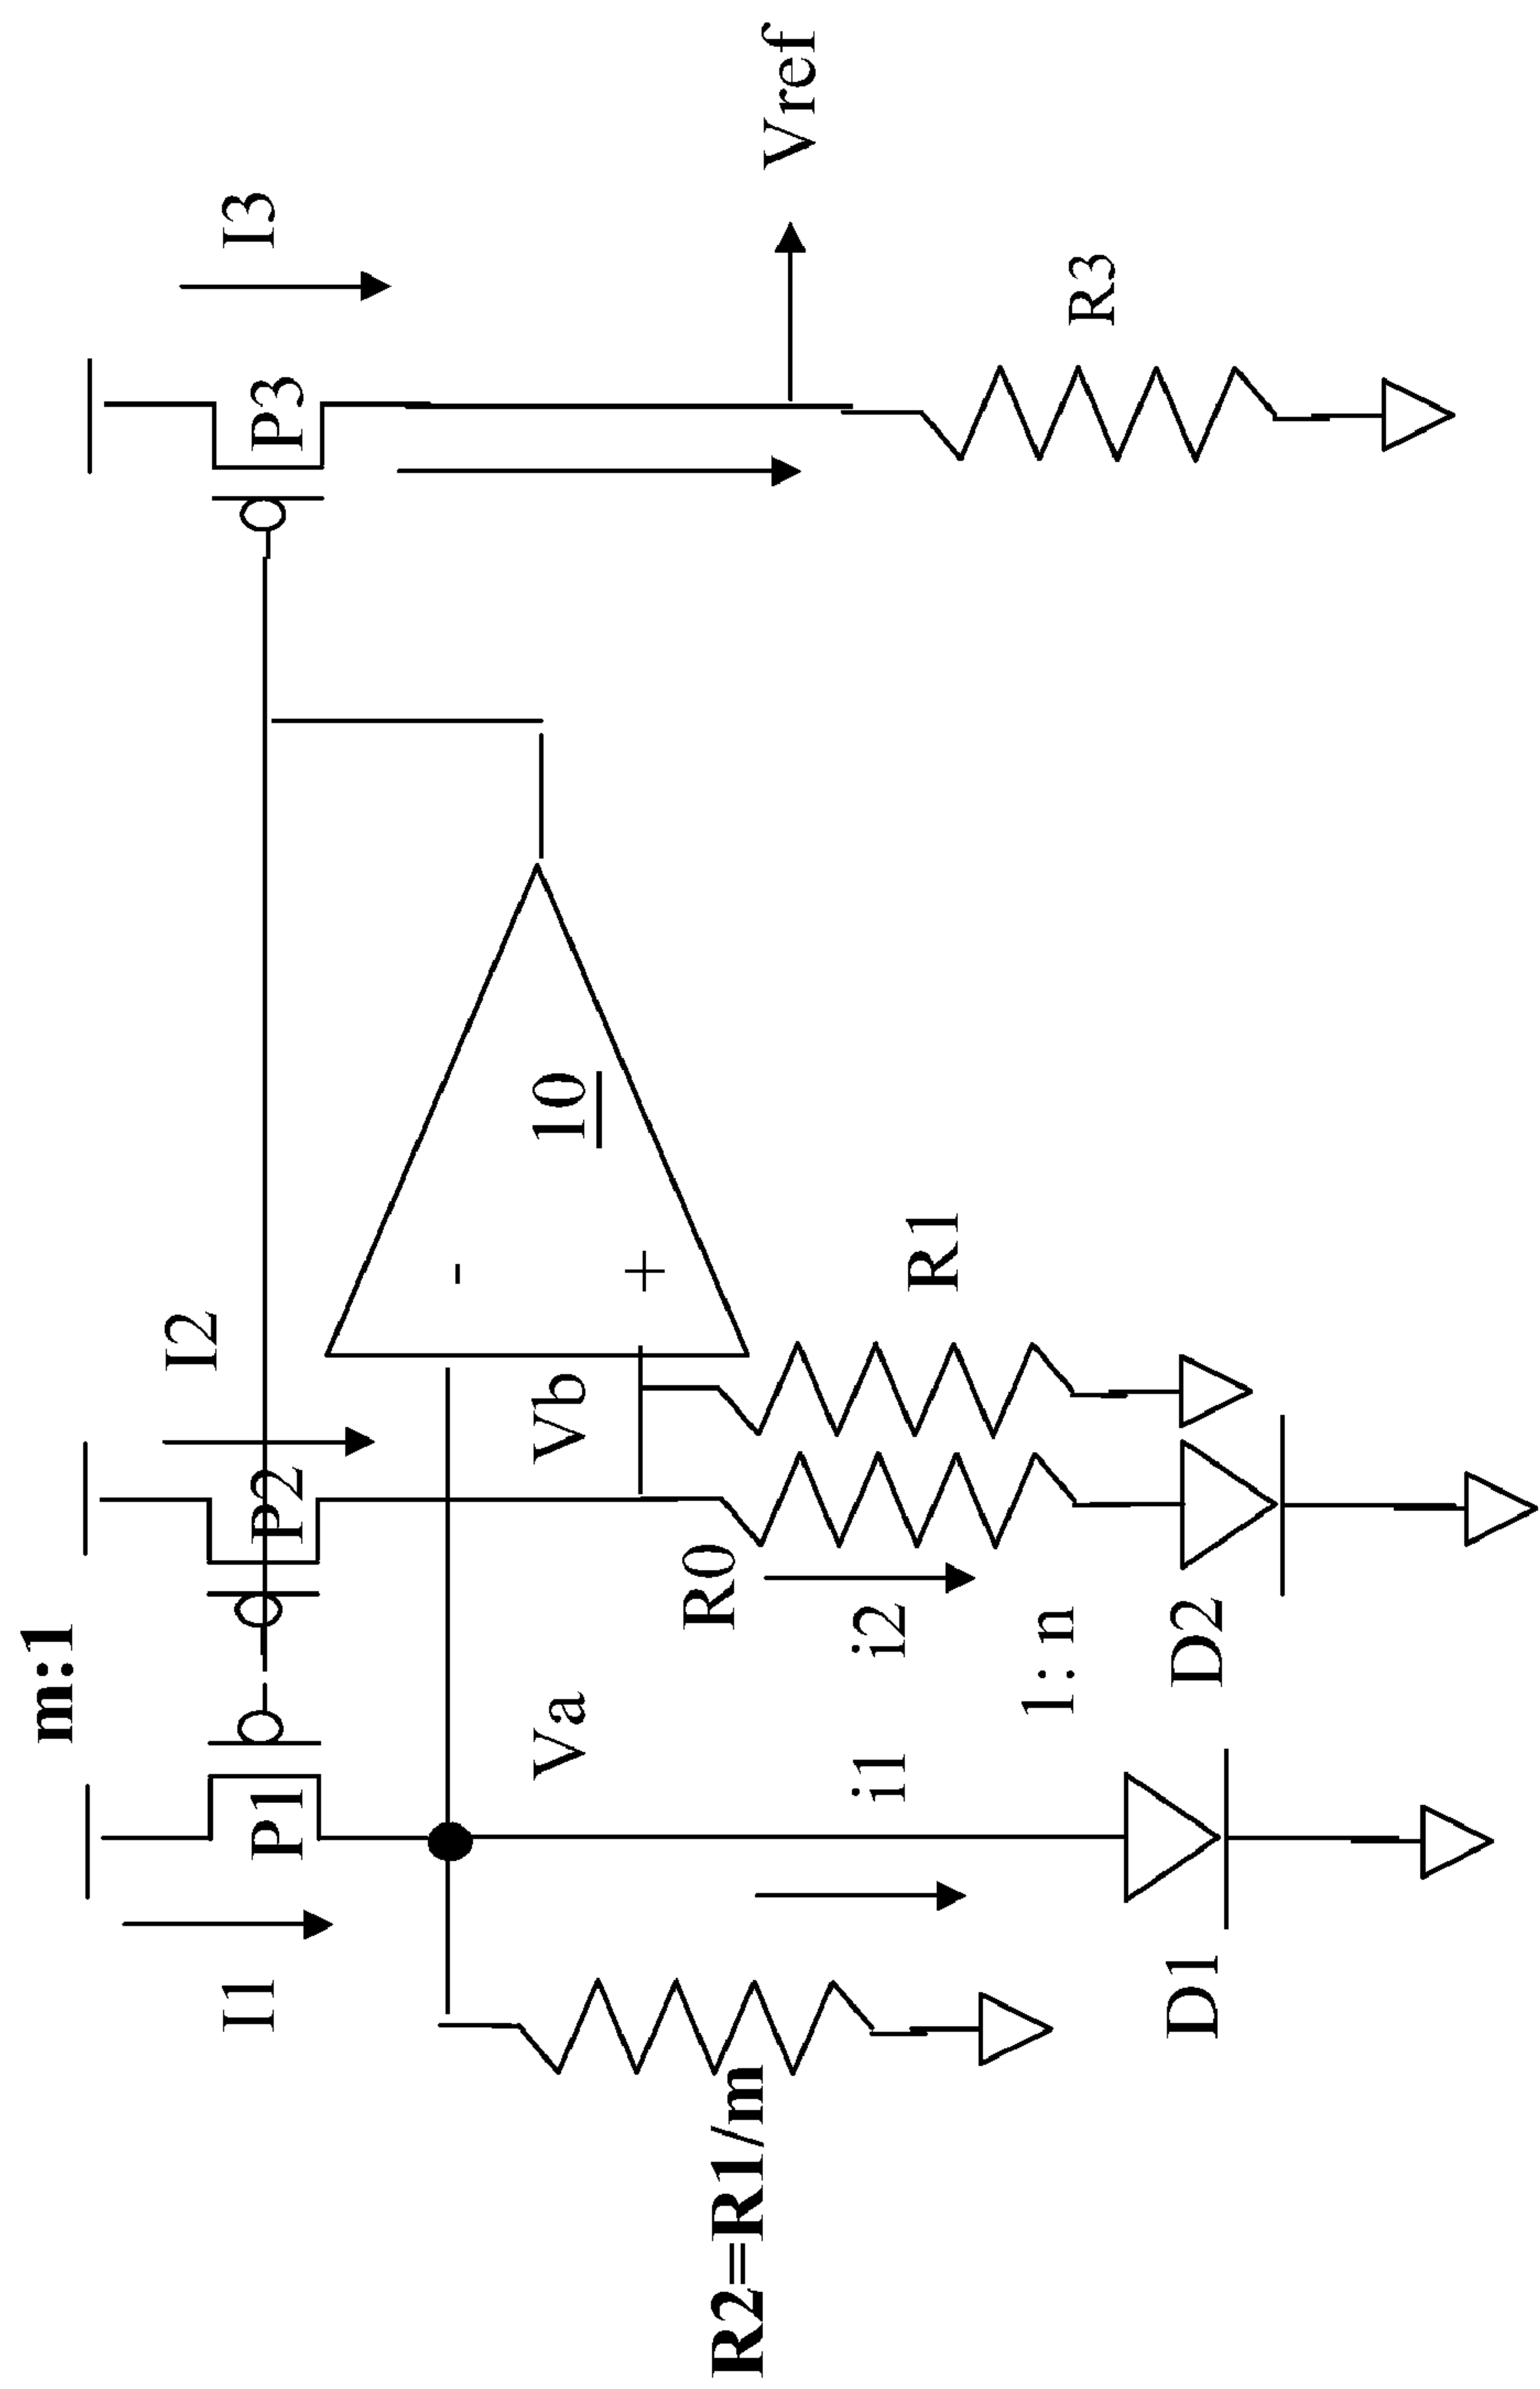 m:1
I1
I2
I3
P1
P2
P3
Va
Vb
-
+
10
Vref
R2=R1/m
i1
i2
R0
R1
R3
1: n
D1
D2